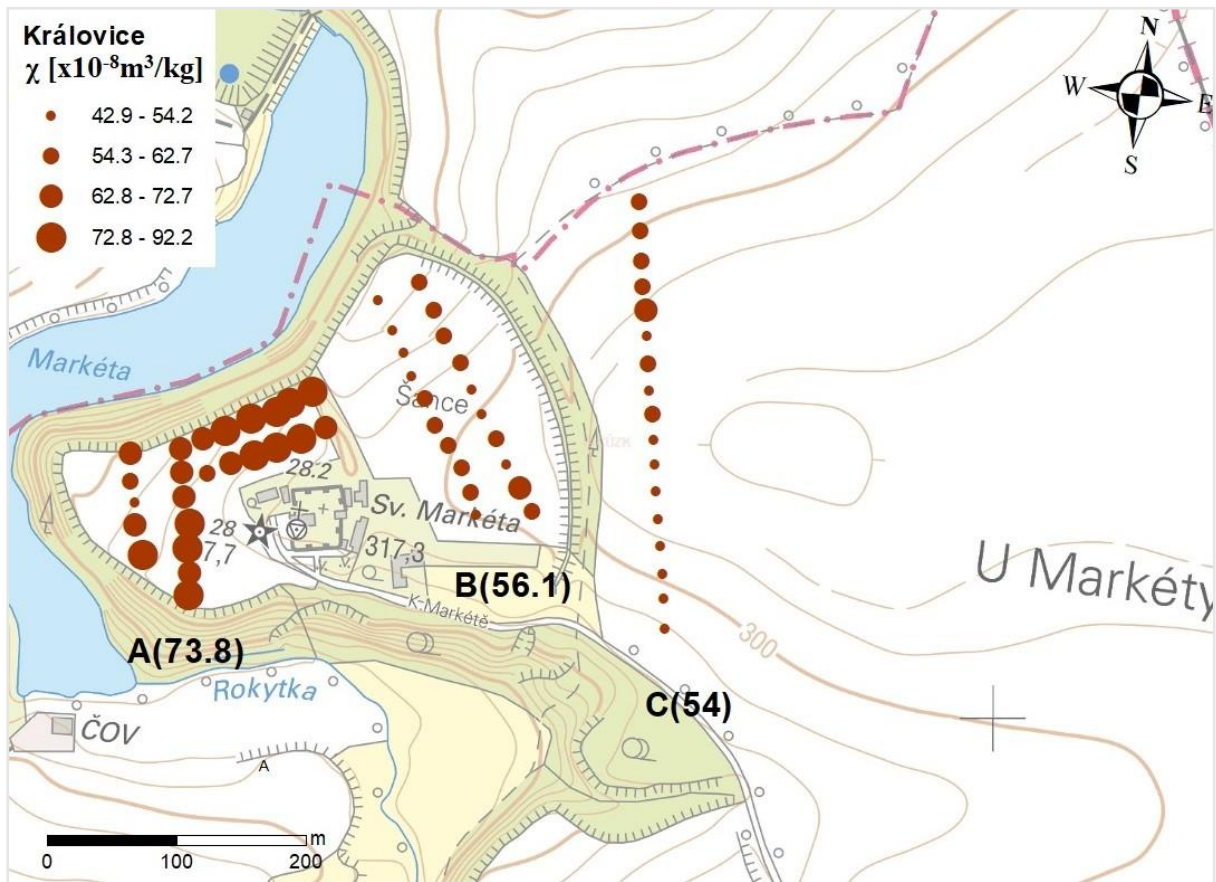 Královice
χ [x10⁻⁸m³/kg]
42.9 - 54.2
54.3 - 62.7
62.8 - 72.7
72.8 - 92.2
N
W
E
S
Markéta
Šance
28.2
Sv. Markéta
28
7,7
317,3
B(56.1)
K Markétě
U Markéty
A(73.8)
300
Rokytka
C(54)
ČOV
A
m
0 100 200